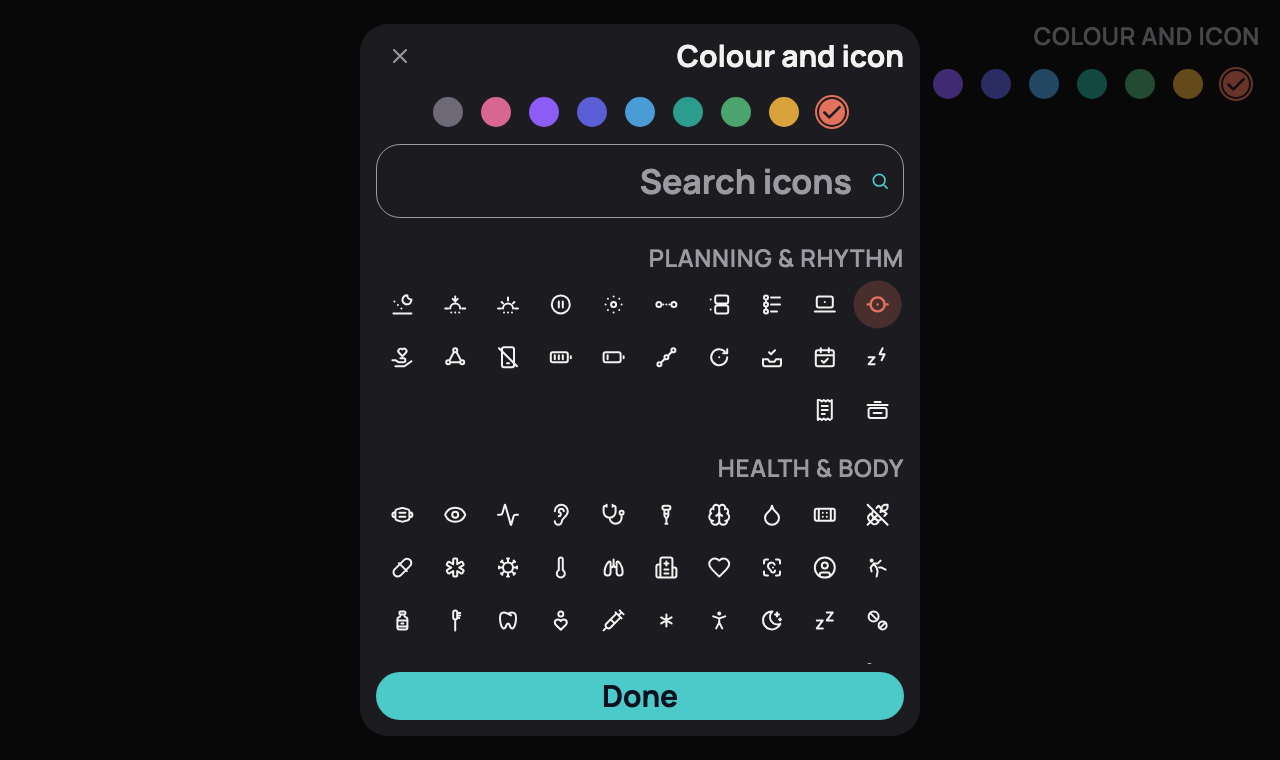 Colour and icon
COLOUR AND ICON
Search icons
PLANNING & RHYTHM
HEALTH & BODY
Done